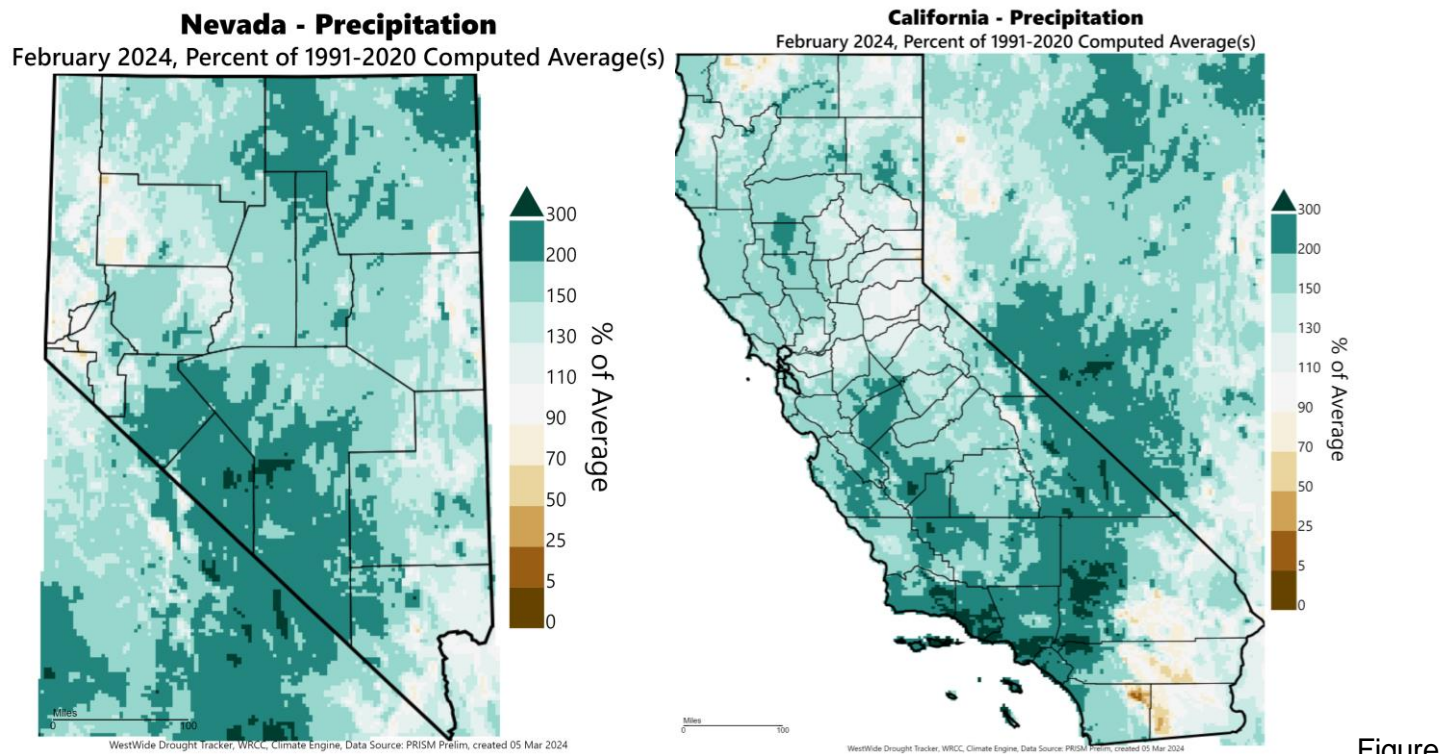 Nevada - Precipitation
February 2024, Percent of 1991-2020 Computed Average(s)
300
200
150
130
110
90
70
50
25
5
0
% of Average
Miles
0 100
WestWide Drought Tracker, WRCC, Climate Engine, Data Source: PRISM Prelim, created 05 Mar 2024
California - Precipitation
February 2024, Percent of 1991-2020 Computed Average(s)
300
200
150
130
110
90
70
50
25
5
0
% of Average
Miles
0 100
WestWide Drought Tracker, WRCC, Climate Engine, Data Source: PRISM Prelim, created 05 Mar 2024
Figure